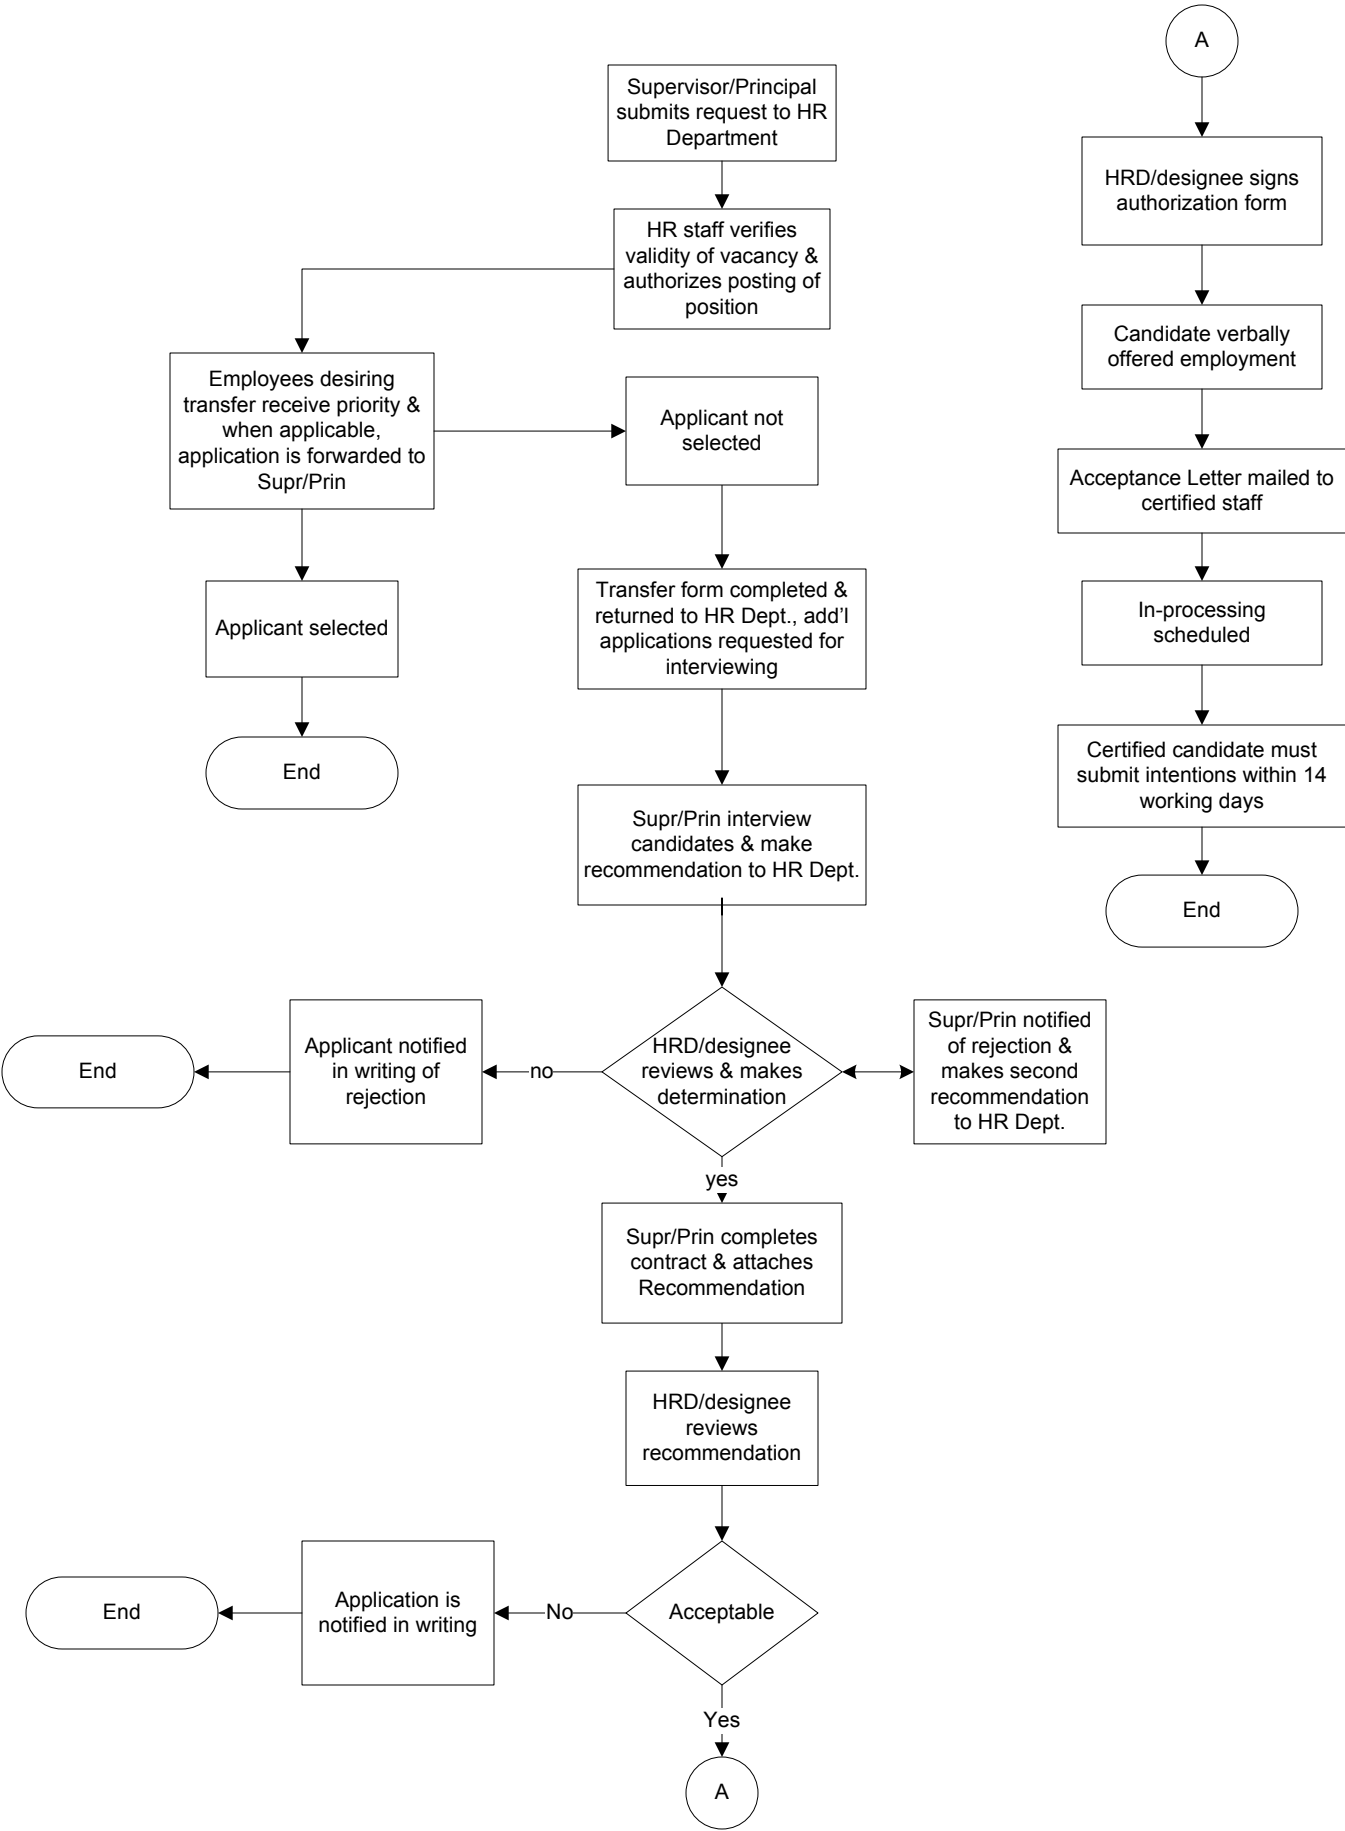 Supervisor/Principal
submits request to HR
Department
HR staff verifies
validity of vacancy &
authorizes posting of
position
Employees desiring
transfer receive priority &
when applicable,
application is forwarded to
Supr/Prin
Applicant not
selected
Applicant selected
End
Transfer form completed &
returned to HR Dept., add'l
applications requested for
interviewing
Supr/Prin interview
candidates & make
recommendation to HR Dept.
HRD/designee
reviews & makes
determination
no
Applicant notified
in writing of
rejection
End
Supr/Prin notified
of rejection &
makes second
recommendation
to HR Dept.
yes
Supr/Prin completes
contract & attaches
Recommendation
HRD/designee
reviews
recommendation
Acceptable
No
Application is
notified in writing
End
Yes
A
A
HRD/designee signs
authorization form
Candidate verbally
offered employment
Acceptance Letter mailed to
certified staff
In-processing
scheduled
Certified candidate must
submit intentions within 14
working days
End